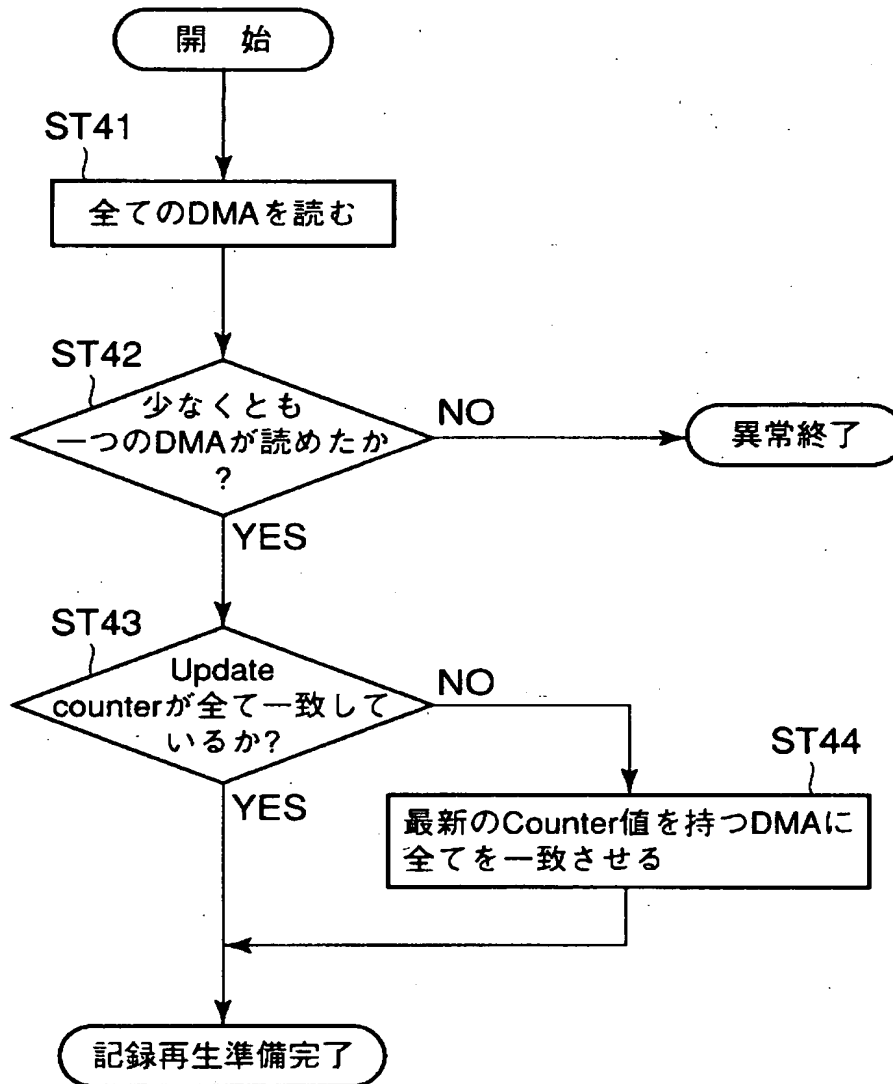 開 始
ST41
全てのDMAを読む
ST42
少なくとも
一つのDMAが読めたか
?
NO
異常終了
YES
ST43
Update
counterが全て一致して
いるか?
NO
ST44
YES
最新のCounter値を持つDMAに
全てを一致させる
記録再生準備完了